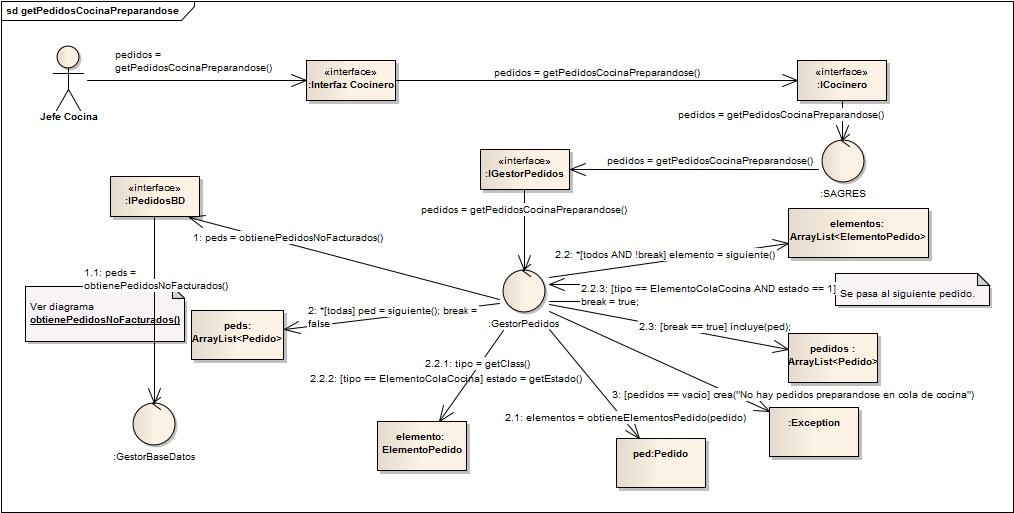 sd getPedidosCocinaPreparandose
Jefe Cocina
pedidos =
getPedidosCocinaPreparandose()
«interface»
:Interfaz Cocinero
pedidos = getPedidosCocinaPreparandose()
«interface»
:ICocinero
pedidos = getPedidosCocinaPreparandose()
:SAGRES
pedidos = getPedidosCocinaPreparandose()
«interface»
:IGestorPedidos
pedidos = getPedidosCocinaPreparandose()
«interface»
:IPedidosBD
1: peds = obtienePedidosNoFacturados()
elementos:
ArrayList<ElementoPedido>
2.2: *[todos AND !break] elemento = siguiente()
1.1: peds =
obtienePedidosNoFacturados()
Ver diagrama
obtienePedidosNoFacturados()
2.2.3: [tipo == ElementoColaCocina AND estado == 1]
break = true;
Se pasa al siguiente pedido.
:GestorPedidos
2: *[todas] ped = siguiente(); break =
false
peds:
ArrayList<Pedido>
2.3: [break == true] incluye(ped);
pedidos :
ArrayList<Pedido>
2.2.1: tipo = getClass()
2.2.2: [tipo == ElementoColaCocina] estado = getEstado()
3: [pedidos == vacio] crea("No hay pedidos preparandose en cola de cocina")
2.1: elementos = obtieneElementosPedido(pedido)
:Exception
elemento:
ElementoPedido
ped:Pedido
:GestorBaseDatos